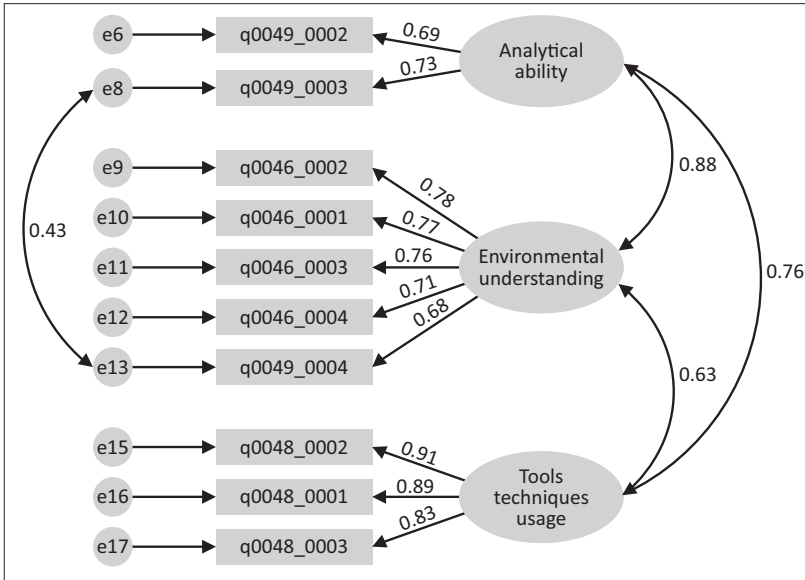 e6
q0049_0002
0.69
Analytical
ability
e8
q0049_0003
0.73
e9
q0046_0002
0.78
0.88
e10
q0046_0001
0.77
0.43
e11
q0046_0003
0.76
Environmental
understanding
0.76
e12
q0046_0004
0.71
e13
q0049_0004
0.68
0.63
e15
q0048_0002
0.91
Tools
techniques
usage
e16
q0048_0001
0.89
e17
q0048_0003
0.83